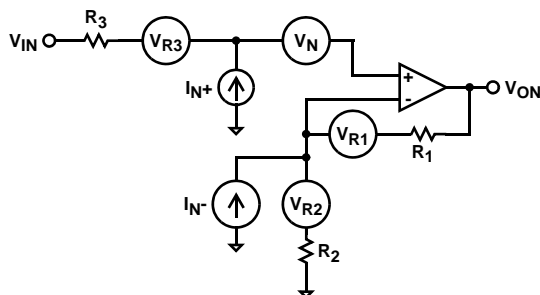 R3
VIN
VR3
VN
IN+
+
-
VON
VR1
R1
IN-
VR2
R2